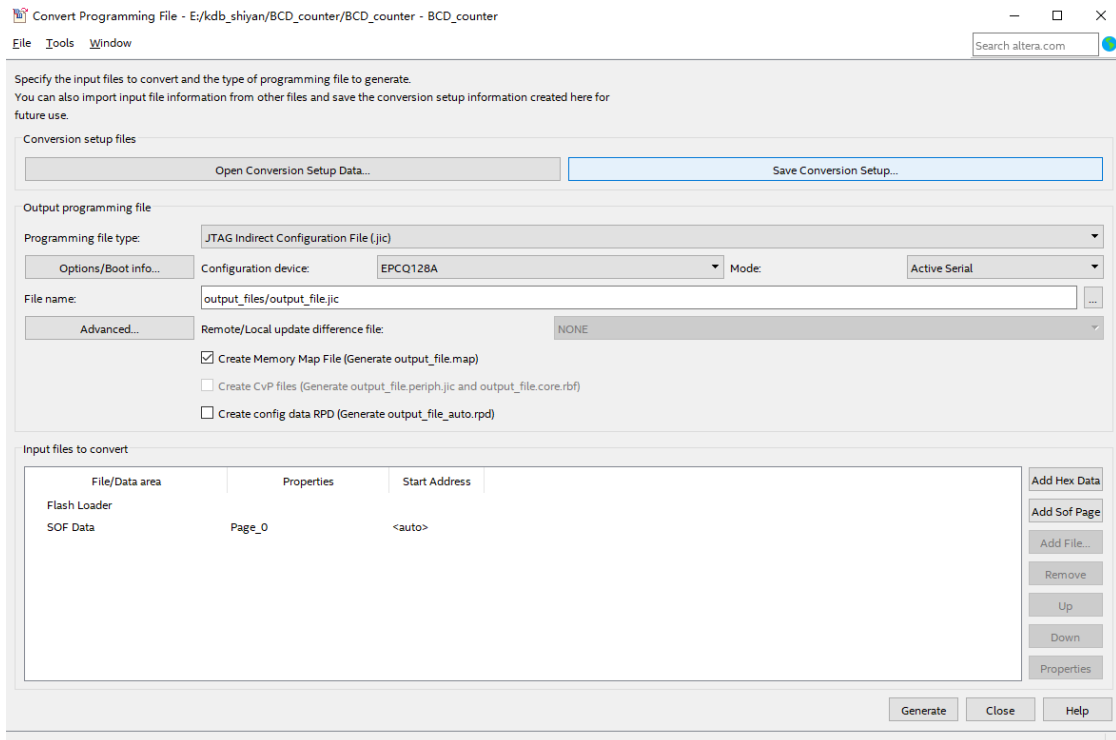 Convert Programming File - E:/kdb_shiyan/BCD_counter/BCD_counter - BCD_counter
File Tools Window
Search altera.com
Specify the input files to convert and the type of programming file to generate.
You can also import input file information from other files and save the conversion setup information created here for
future use.
Conversion setup files
Open Conversion Setup Data...
Save Conversion Setup...
Output programming file
Programming file type:
JTAG Indirect Configuration File (.jic)
Options/Boot info...
Configuration device:
EPCQ128A
Mode:
Active Serial
File name:
output_files/output_file.jic
...
Advanced...
Remote/Local update difference file:
NONE
Create Memory Map File (Generate output_file.map)
Create CvP files (Generate output_file.periph.jic and output_file.core.rbf)
Create config data RPD (Generate output_file_auto.rpd)
Input files to convert
File/Data area Properties Start Address
Flash Loader
SOF Data Page_0 <auto>
Add Hex Data
Add Sof Page
Add File...
Remove
Up
Down
Properties
Generate
Close
Help